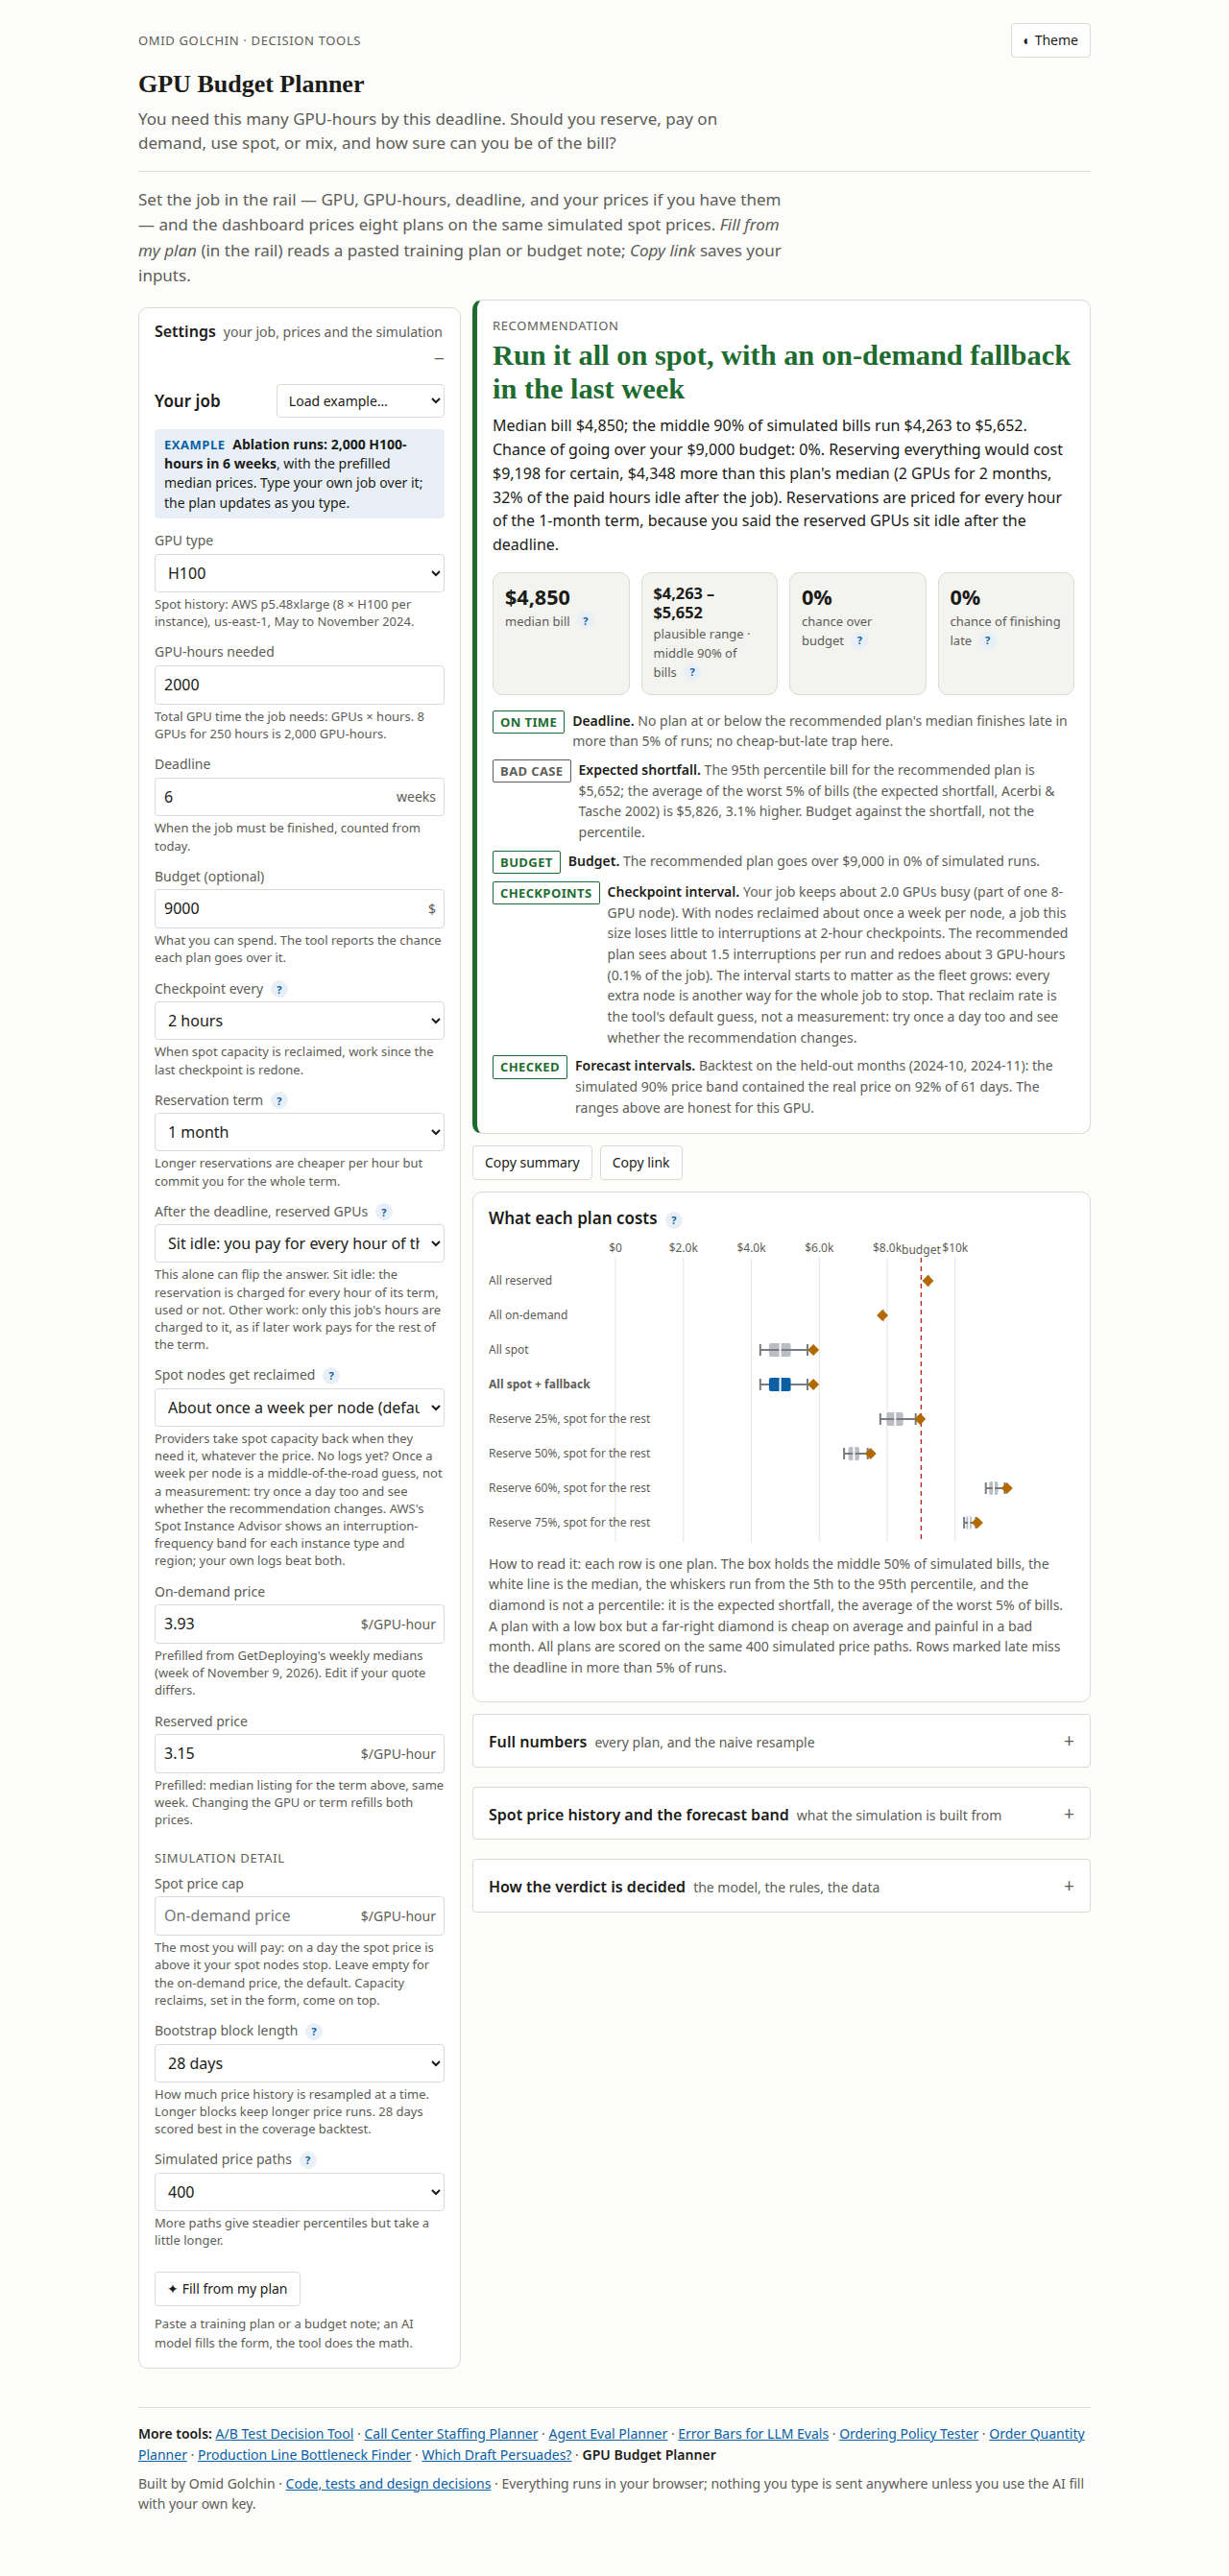 OMID GOLCHIN · DECISION TOOLS
Theme
GPU Budget Planner
You need this many GPU-hours by this deadline. Should you reserve, pay on
demand, use spot, or mix, and how sure can you be of the bill?
Set the job in the rail — GPU, GPU-hours, deadline, and your prices if you have them
— and the dashboard prices eight plans on the same simulated spot prices. Fill from
my plan (in the rail) reads a pasted training plan or budget note; Copy link saves your
inputs.
Settings your job, prices and the simulation
–
Your job
Load example...
EXAMPLE Ablation runs: 2,000 H100-
hours in 6 weeks, with the prefilled
median prices. Type your own job over it;
the plan updates as you type.
GPU type
H100
Spot history: AWS p5.48xlarge (8 × H100 per
instance), us-east-1, May to November 2024.
GPU-hours needed
2000
Total GPU time the job needs: GPUs × hours. 8
GPUs for 250 hours is 2,000 GPU-hours.
Deadline
6 weeks
When the job must be finished, counted from
today.
Budget (optional)
9000 $
What you can spend. The tool reports the chance
each plan goes over it.
Checkpoint every ?
2 hours
When spot capacity is reclaimed, work since the
last checkpoint is redone.
Reservation term ?
1 month
Longer reservations are cheaper per hour but
commit you for the whole term.
After the deadline, reserved GPUs ?
Sit idle: you pay for every hour of th
This alone can flip the answer. Sit idle: the
reservation is charged for every hour of its term,
used or not. Other work: only this job's hours are
charged to it, as if later work pays for the rest of
the term.
Spot nodes get reclaimed ?
About once a week per node (defau
Providers take spot capacity back when they
need it, whatever the price. No logs yet? Once a
week per node is a middle-of-the-road guess, not
a measurement: try once a day too and see
whether the recommendation changes. AWS's
Spot Instance Advisor shows an interruption-
frequency band for each instance type and
region; your own logs beat both.
On-demand price
3.93 $/GPU-hour
Prefilled from GetDeploying's weekly medians
(week of November 9, 2026). Edit if your quote
differs.
Reserved price
3.15 $/GPU-hour
Prefilled: median listing for the term above, same
week. Changing the GPU or term refills both
prices.
SIMULATION DETAIL
Spot price cap
On-demand price $/GPU-hour
The most you will pay: on a day the spot price is
above it your spot nodes stop. Leave empty for
the on-demand price, the default. Capacity
reclaims, set in the form, come on top.
Bootstrap block length ?
28 days
How much price history is resampled at a time.
Longer blocks keep longer price runs. 28 days
scored best in the coverage backtest.
Simulated price paths ?
400
More paths give steadier percentiles but take a
little longer.
✦ Fill from my plan
Paste a training plan or a budget note; an AI
model fills the form, the tool does the math.
RECOMMENDATION
Run it all on spot, with an on-demand fallback
in the last week
Median bill $4,850; the middle 90% of simulated bills run $4,263 to $5,652.
Chance of going over your $9,000 budget: 0%. Reserving everything would cost
$9,198 for certain, $4,348 more than this plan's median (2 GPUs for 2 months,
32% of the paid hours idle after the job). Reservations are priced for every hour
of the 1-month term, because you said the reserved GPUs sit idle after the
deadline.
$4,850
median bill ?
$4,263 –
$5,652
plausible range ·
middle 90% of
bills ?
0%
chance over
budget ?
0%
chance of finishing
late ?
ON TIME Deadline. No plan at or below the recommended plan's median finishes late in
more than 5% of runs; no cheap-but-late trap here.
BAD CASE Expected shortfall. The 95th percentile bill for the recommended plan is
$5,652; the average of the worst 5% of bills (the expected shortfall, Acerbi &
Tasche 2002) is $5,826, 3.1% higher. Budget against the shortfall, not the
percentile.
BUDGET Budget. The recommended plan goes over $9,000 in 0% of simulated runs.
CHECKPOINTS Checkpoint interval. Your job keeps about 2.0 GPUs busy (part of one 8-
GPU node). With nodes reclaimed about once a week per node, a job this
size loses little to interruptions at 2-hour checkpoints. The recommended
plan sees about 1.5 interruptions per run and redoes about 3 GPU-hours
(0.1% of the job). The interval starts to matter as the fleet grows: every
extra node is another way for the whole job to stop. That reclaim rate is
the tool's default guess, not a measurement: try once a day too and see
whether the recommendation changes.
CHECKED Forecast intervals. Backtest on the held-out months (2024-10, 2024-11): the
simulated 90% price band contained the real price on 92% of 61 days. The
ranges above are honest for this GPU.
Copy summary
Copy link
What each plan costs ?
$0 $2.0k $4.0k $6.0k $8.0k budget $10k
All reserved
All on-demand
All spot
All spot + fallback
Reserve 25%, spot for the rest
Reserve 50%, spot for the rest
Reserve 60%, spot for the rest
Reserve 75%, spot for the rest
How to read it: each row is one plan. The box holds the middle 50% of simulated bills, the
white line is the median, the whiskers run from the 5th to the 95th percentile, and the
diamond is not a percentile: it is the expected shortfall, the average of the worst 5% of bills.
A plan with a low box but a far-right diamond is cheap on average and painful in a bad
month. All plans are scored on the same 400 simulated price paths. Rows marked late miss
the deadline in more than 5% of runs.
Full numbers every plan, and the naive resample +
Spot price history and the forecast band what the simulation is built from +
How the verdict is decided the model, the rules, the data +
More tools: A/B Test Decision Tool · Call Center Staffing Planner · Agent Eval Planner · Error Bars for LLM Evals · Ordering Policy Tester · Order Quantity
Planner · Production Line Bottleneck Finder · Which Draft Persuades? · GPU Budget Planner
Built by Omid Golchin · Code, tests and design decisions · Everything runs in your browser; nothing you type is sent anywhere unless you use the AI fill
with your own key.